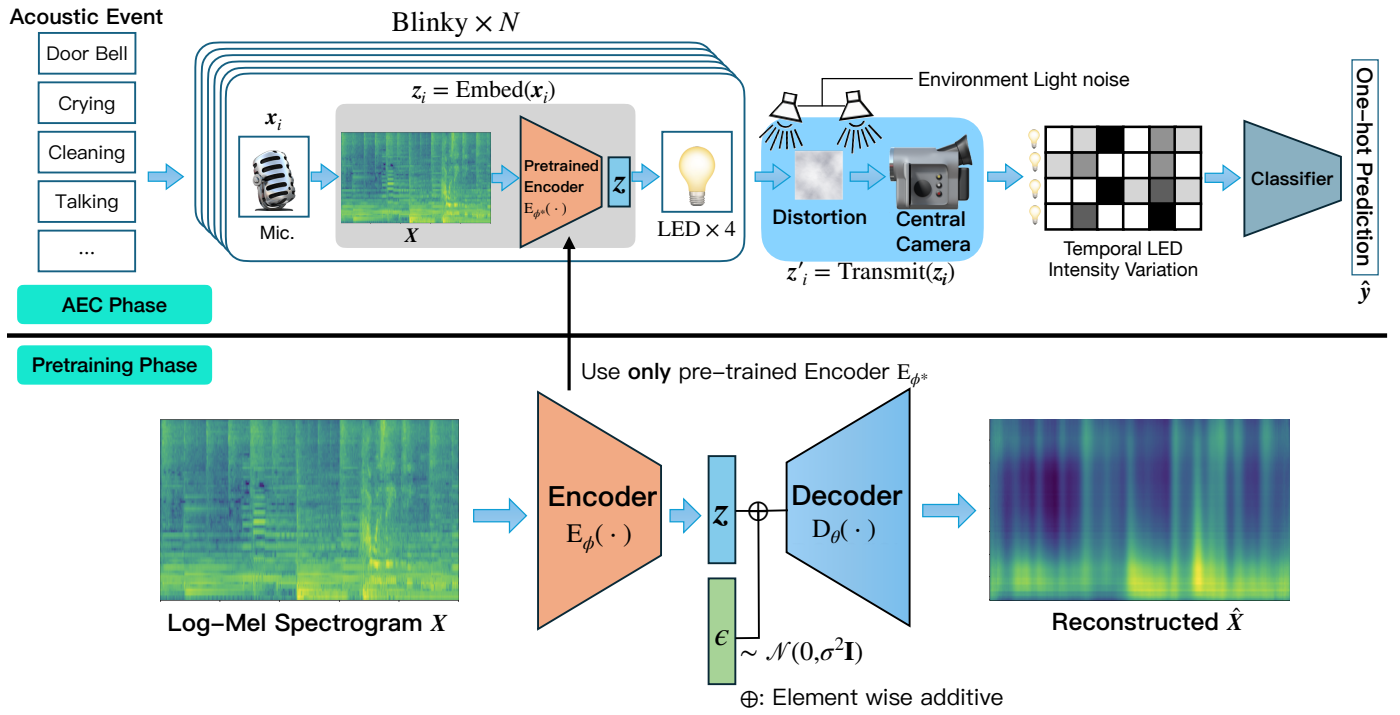 Acoustic Event
Door Bell
Crying
Cleaning
Talking
...
AEC Phase
Blinky × N
z_i = Embed(x_i)
x_i
Mic.
X
Pretrained
Encoder
E_ϕ*( · )
z
LED × 4
Environment Light noise
Distortion
Central
Camera
z'_i = Transmit(z_i)
Temporal LED
Intensity Variation
Classifier
One-hot Prediction
ŷ
Pretraining Phase
Use only pre-trained Encoder E_ϕ*
Log-Mel Spectrogram X
Encoder
E_ϕ( · )
z
⊕
ϵ
~ 𝒩(0,σ²I)
Decoder
D_θ( · )
Reconstructed X̂
⊕: Element wise additive